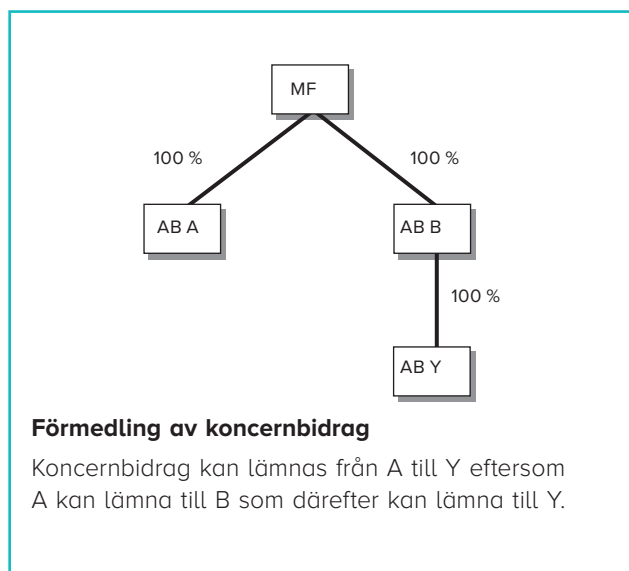 MF
100 %
100 %
AB A
AB B
100 %
AB Y
Förmedling av koncernbidrag
Koncernbidrag kan lämnas från A till Y eftersom
A kan lämna till B som därefter kan lämna till Y.